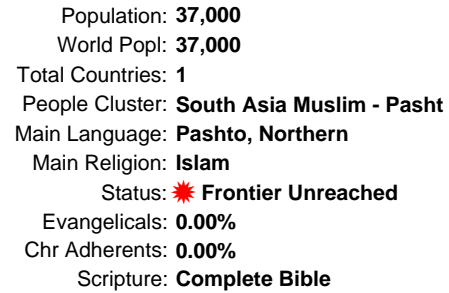 Population: 37,000
World Popl: 37,000
Total Countries: 1
People Cluster: South Asia Muslim - Pasht
Main Language: Pashto, Northern
Main Religion: Islam
Status: Frontier Unreached
Evangelicals: 0.00%
Chr Adherents: 0.00%
Scripture: Complete Bible